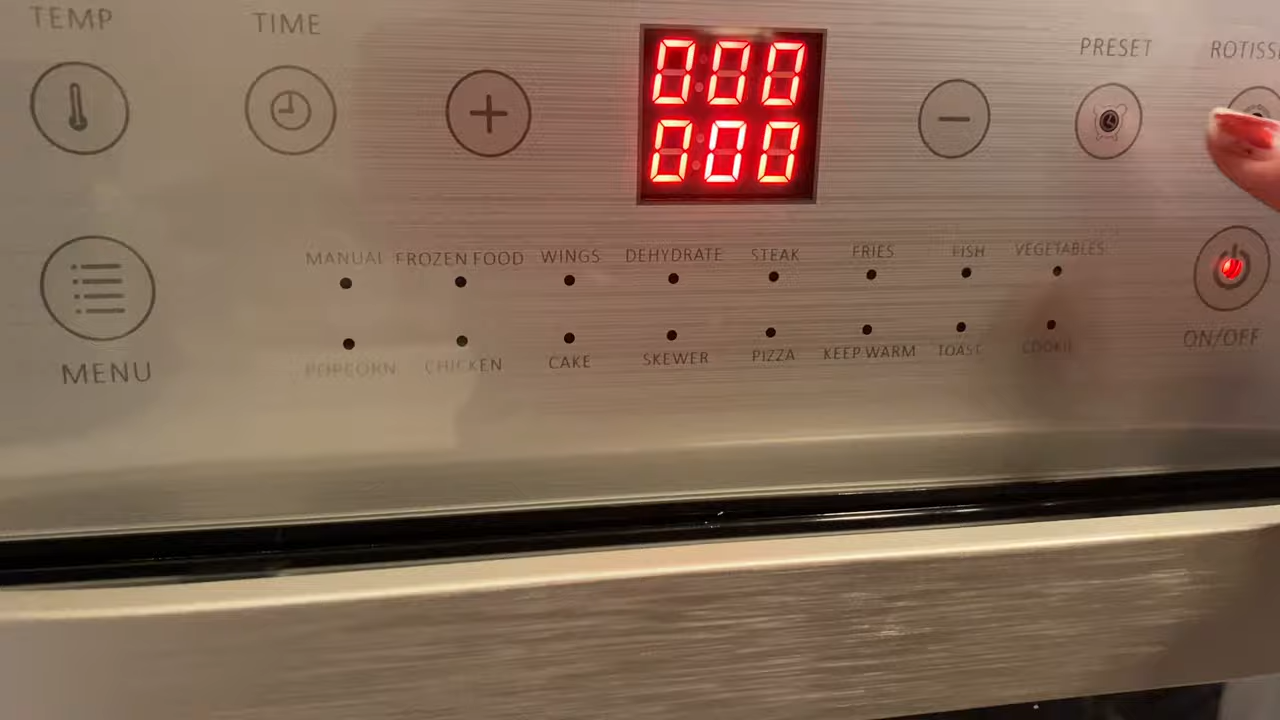 TEMP TIME PRESET ROTISS
000
000
MANUAL FROZEN FOOD WINGS DEHYDRATE STEAK FRIES FISH VEGETABLES
POPCORN CHICKEN CAKE SKEWER PIZZA KEEP WARM TOAST COOKIE
MENU ON/OFF